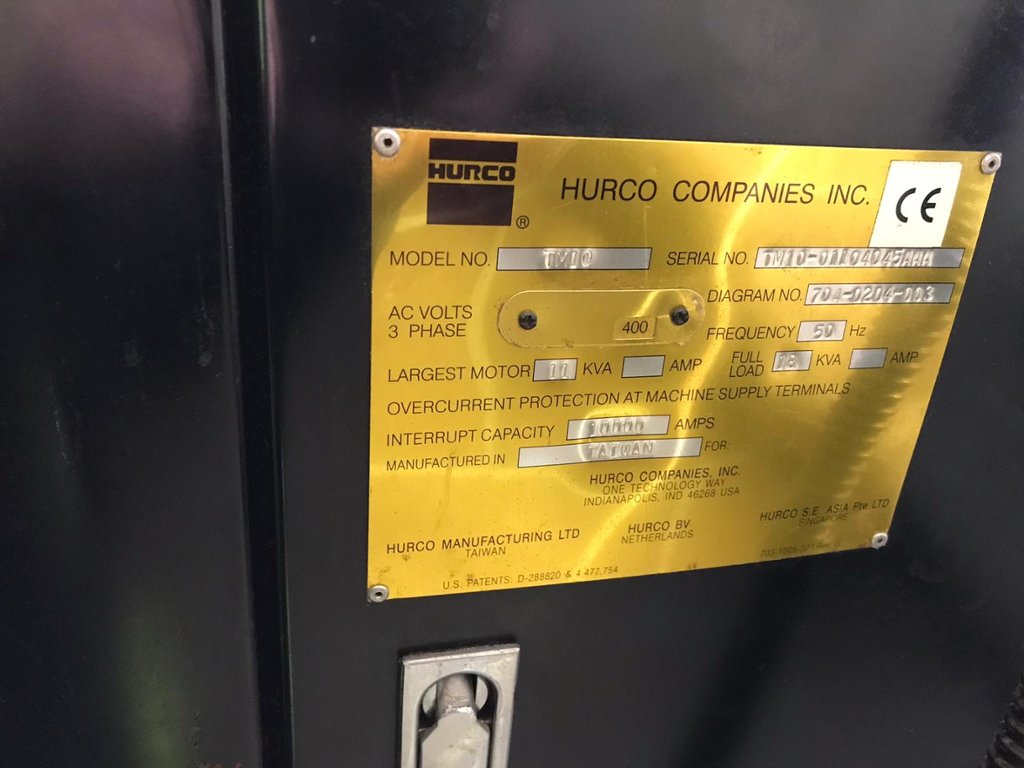 HURCO
®
HURCO COMPANIES INC.
CE
MODEL NO. TM10 SERIAL NO. TM10-01104045AAA
AC VOLTS 3 PHASE 400 DIAGRAM NO. 704-0204-003
FREQUENCY 50 Hz
LARGEST MOTOR 11 KVA AMP FULL LOAD 18 KVA AMP
OVERCURRENT PROTECTION AT MACHINE SUPPLY TERMINALS
INTERRUPT CAPACITY 10000 AMPS
MANUFACTURED IN TAIWAN FOR:
HURCO COMPANIES, INC.
ONE TECHNOLOGY WAY
INDIANAPOLIS, IND 46268 USA
HURCO MANUFACTURING LTD
TAIWAN
HURCO BV
NETHERLANDS
HURCO S.E. ASIA Pte LTD
SINGAPORE
U.S. PATENTS: D-288820 & 4 477,754